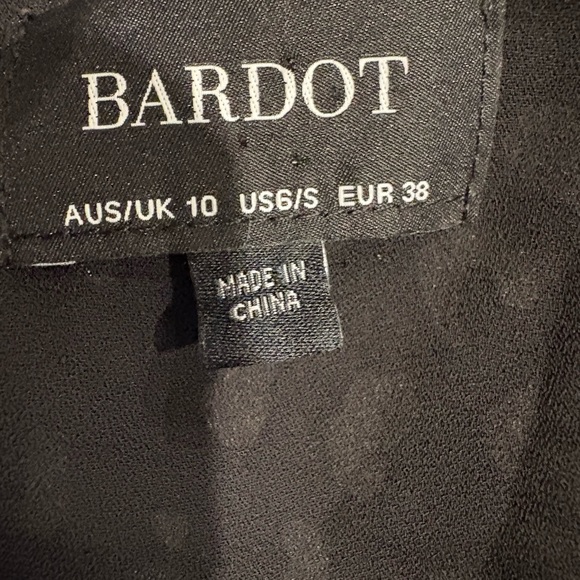 BARDOT
AUS/UK 10 US6/S EUR 38
MADE IN
CHINA